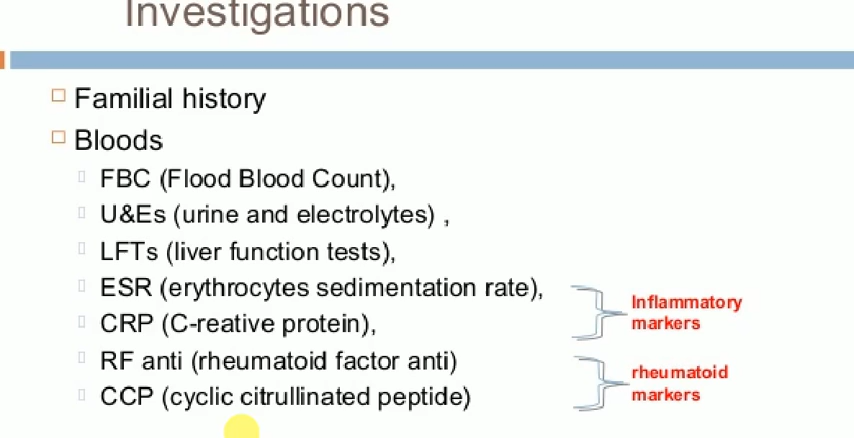 Investigations
Familial history
Bloods
FBC (Flood Blood Count),
U&Es (urine and electrolytes) ,
LFTs (liver function tests),
ESR (erythrocytes sedimentation rate),
CRP (C-reative protein),
Inflammatory
markers
RF anti (rheumatoid factor anti)
CCP (cyclic citrullinated peptide)
rheumatoid
markers